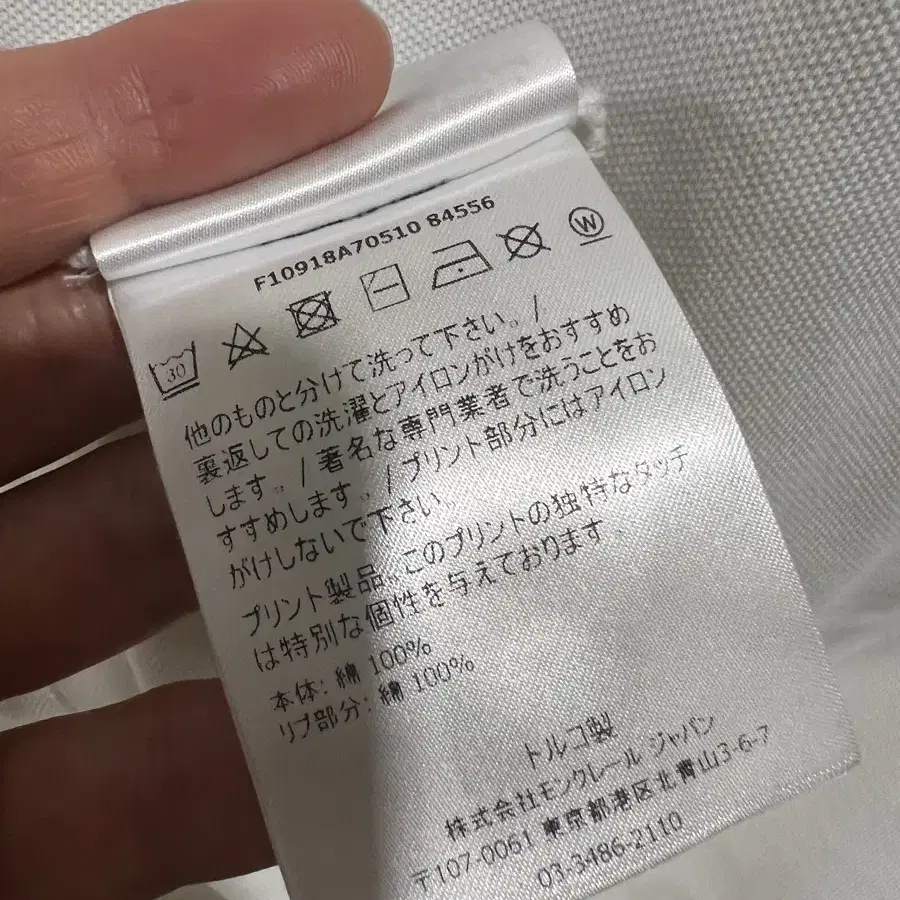 F10918A70510 84556
30
W
他のものと分けて洗って下さい。/
裏返しての洗濯とアイロンがけをおすすめ
します。/著名な専門業者で洗うことをお
すすめします。/プリント部分にはアイロン
がけしないで下さい。
プリント製品。このプリントの独特なタッチ
は特別な個性を与えております
本体: 綿 100%
リブ部分: 綿 100%
トルコ製
株式会社モンクレール ジャパン
〒107-0061 東京都港区北青山3-6-7
03-3486-2110